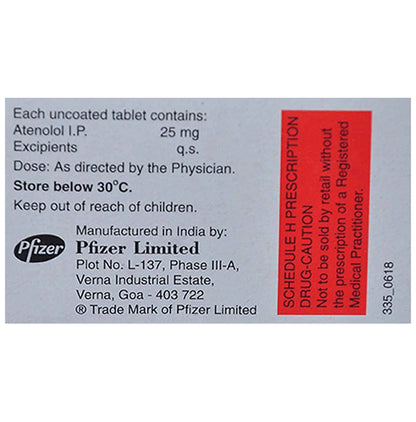 Each uncoated tablet contains:
Atenolol I.P. 25 mg
Excipients q.s.
Dose: As directed by the Physician.
Store below 30°C.
Keep out of reach of children.
Pfizer
Manufactured in India by:
Pfizer Limited
Plot No. L-137, Phase III-A,
Verna Industrial Estate,
Verna, Goa - 403 722
® Trade Mark of Pfizer Limited
SCHEDULE H PRESCRIPTION
DRUG-CAUTION
Not to be sold by retail without
the prescription of a Registered
Medical Practitioner.
335_0618